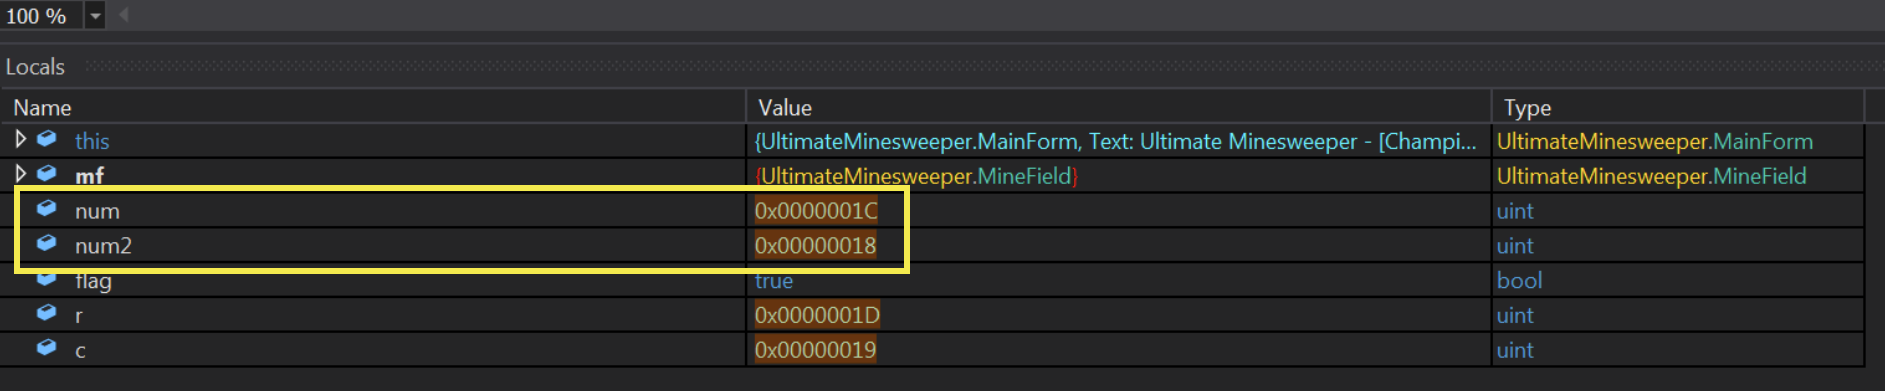 100 %
Locals
Name Value Type
this {UltimateMinesweeper.MainForm, Text: Ultimate Minesweeper - [Champi... UltimateMinesweeper.MainForm
mf {UltimateMinesweeper.MineField} UltimateMinesweeper.MineField
num 0x0000001C uint
num2 0x00000018 uint
flag true bool
r 0x0000001D uint
c 0x00000019 uint